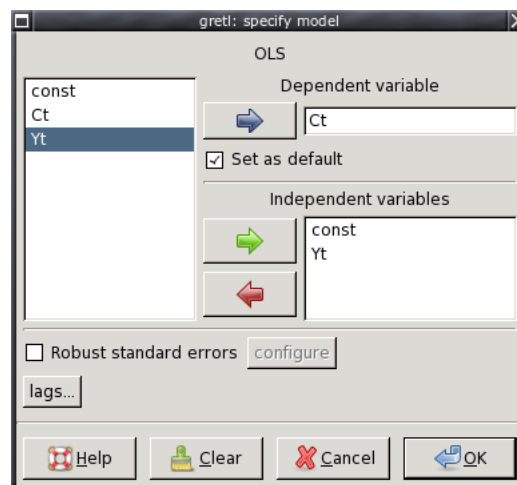 gretl: specify model
OLS
const
Ct
Yt
Dependent variable
Ct
Set as default
Independent variables
const
Yt
Robust standard errors
configure
lags...
Help
Clear
Cancel
OK